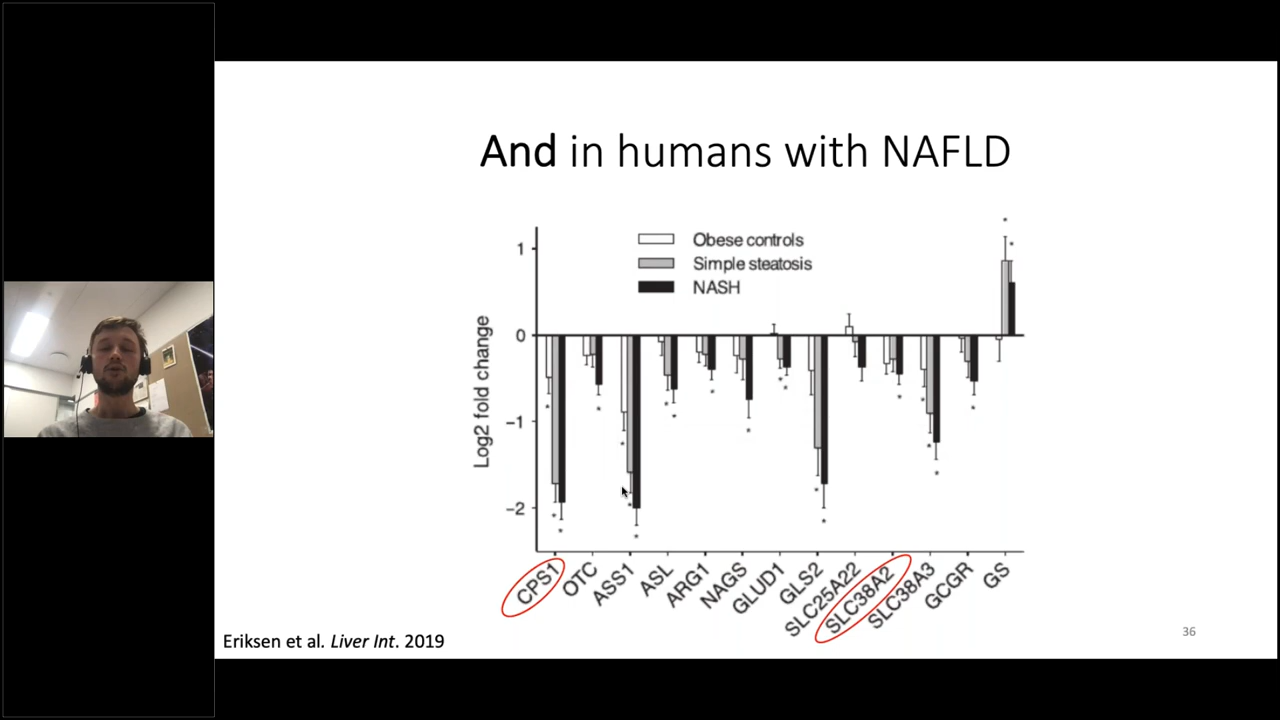 And in humans with NAFLD
Obese controls
Simple steatosis
NASH
Log2 fold change
1
0
−1
−2
CPS1
OTC
ASS1
ASL
ARG1
NAGS
GLUD1
GLS2
SLC25A22
SLC38A2
SLC38A3
GCGR
GS
Eriksen et al. Liver Int. 2019
36